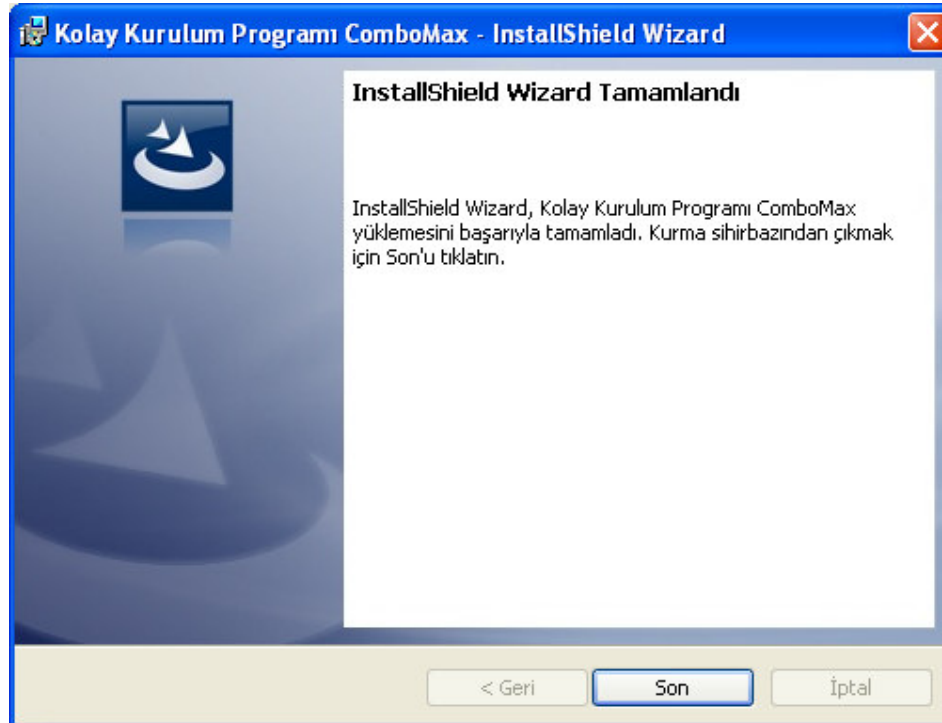 Kolay Kurulum Programı ComboMax - InstallShield Wizard
InstallShield Wizard Tamamlandı
InstallShield Wizard, Kolay Kurulum Programı ComboMax
yüklemesini başarıyla tamamladı. Kurma sihirbazından çıkmak
için Son'u tıklatın.
< Geri
Son
İptal